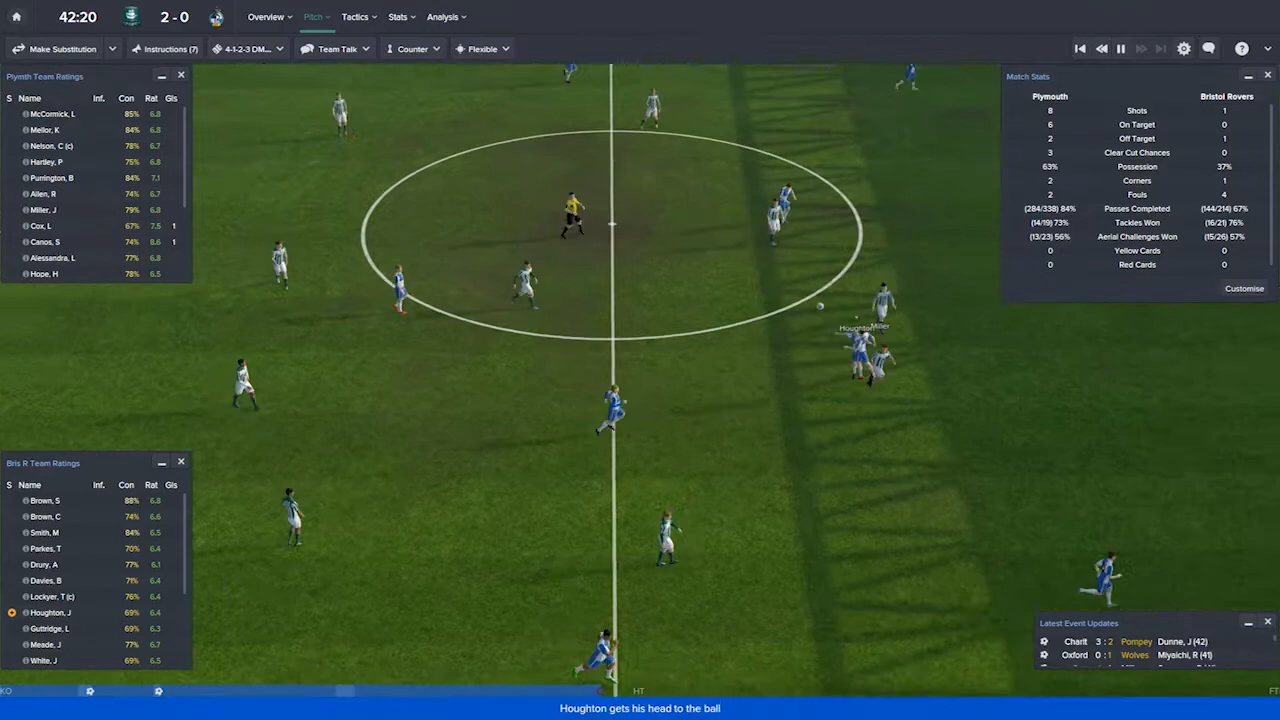 42:20 2 - 0 Overview Pitch Tactics Stats Analysis
Make Substitution Instructions (7) 4-1-2-3 DM... Team Talk Counter Flexible
Plymth Team Ratings
S Name Inf. Con Rat Gls
McCormick, L 85% 6.8
Mellor, K 84% 6.8
Nelson, C (c) 78% 6.7
Hartley, P 75% 6.8
Purrington, B 84% 7.1
Allen, R 74% 6.7
Miller, J 79% 6.8
Cox, L 67% 7.5 1
Canos, S 74% 8.6 1
Alessandra, L 77% 6.8
Hope, H 78% 6.5
Match Stats
Plymouth Bristol Rovers
8 Shots 1
6 On Target 0
2 Off Target 1
3 Clear Cut Chances 0
63% Possession 37%
2 Corners 1
2 Fouls 4
(284/338) 84% Passes Completed (144/214) 67%
(14/19) 73% Tackles Won (16/21) 76%
(13/23) 56% Aerial Challenges Won (15/26) 57%
0 Yellow Cards 0
0 Red Cards 0
Customise
Houghton Miller
Bris R Team Ratings
S Name Inf. Con Rat Gls
Brown, S 88% 6.8
Brown, C 74% 6.6
Smith, M 84% 6.5
Parkes, T 70% 6.4
Drury, A 77% 6.1
Davies, B 71% 6.4
Lockyer, T (c) 76% 6.4
Houghton, J 69% 6.4
Guttridge, L 69% 6.3
Meade, J 77% 6.7
White, J 69% 6.5
Latest Event Updates
Charlt 3 : 2 Pompey Dunne, J (42)
Oxford 0 : 1 Wolves Miyaichi, R (41)
KO HT FT
Houghton gets his head to the ball